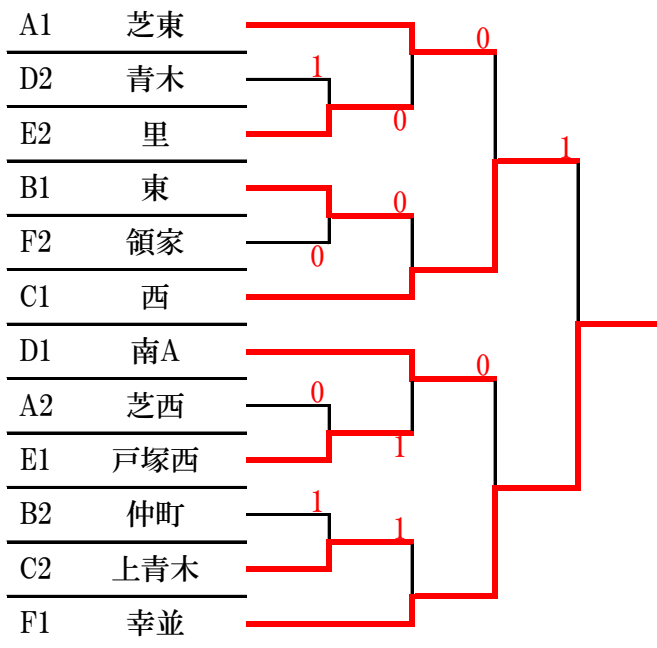 A1 芝東
0
D2 青木
1
E2 里
0
1
B1 東
0
F2 領家
0
C1 西
D1 南A
0
A2 芝西
0
E1 戸塚西
1
B2 仲町
1
1
C2 上青木
F1 幸並